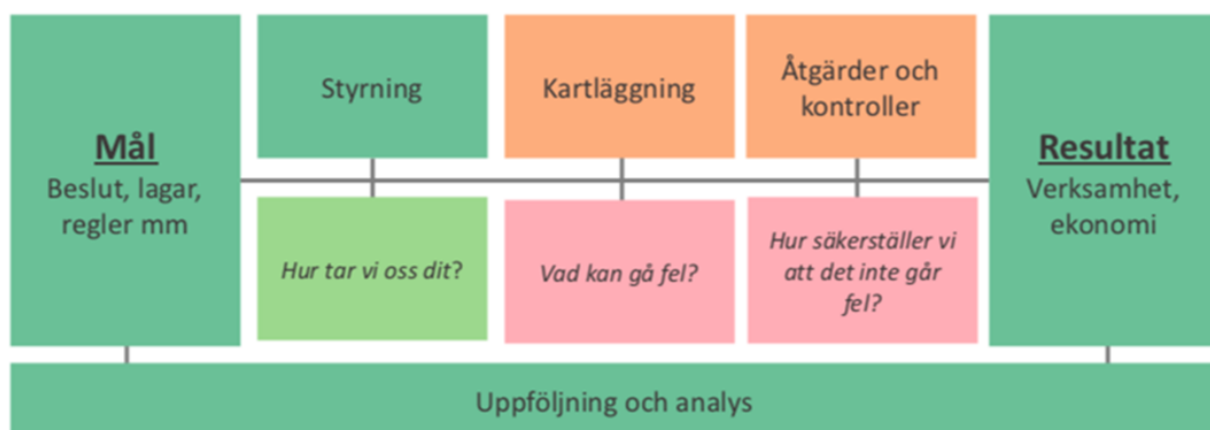 Mål
Beslut, lagar,
regler mm
Styrning
Hur tar vi oss dit?
Kartläggning
Vad kan gå fel?
Åtgärder och
kontroller
Hur säkerställer vi
att det inte går
fel?
Resultat
Verksamhet,
ekonomi
Uppföljning och analys